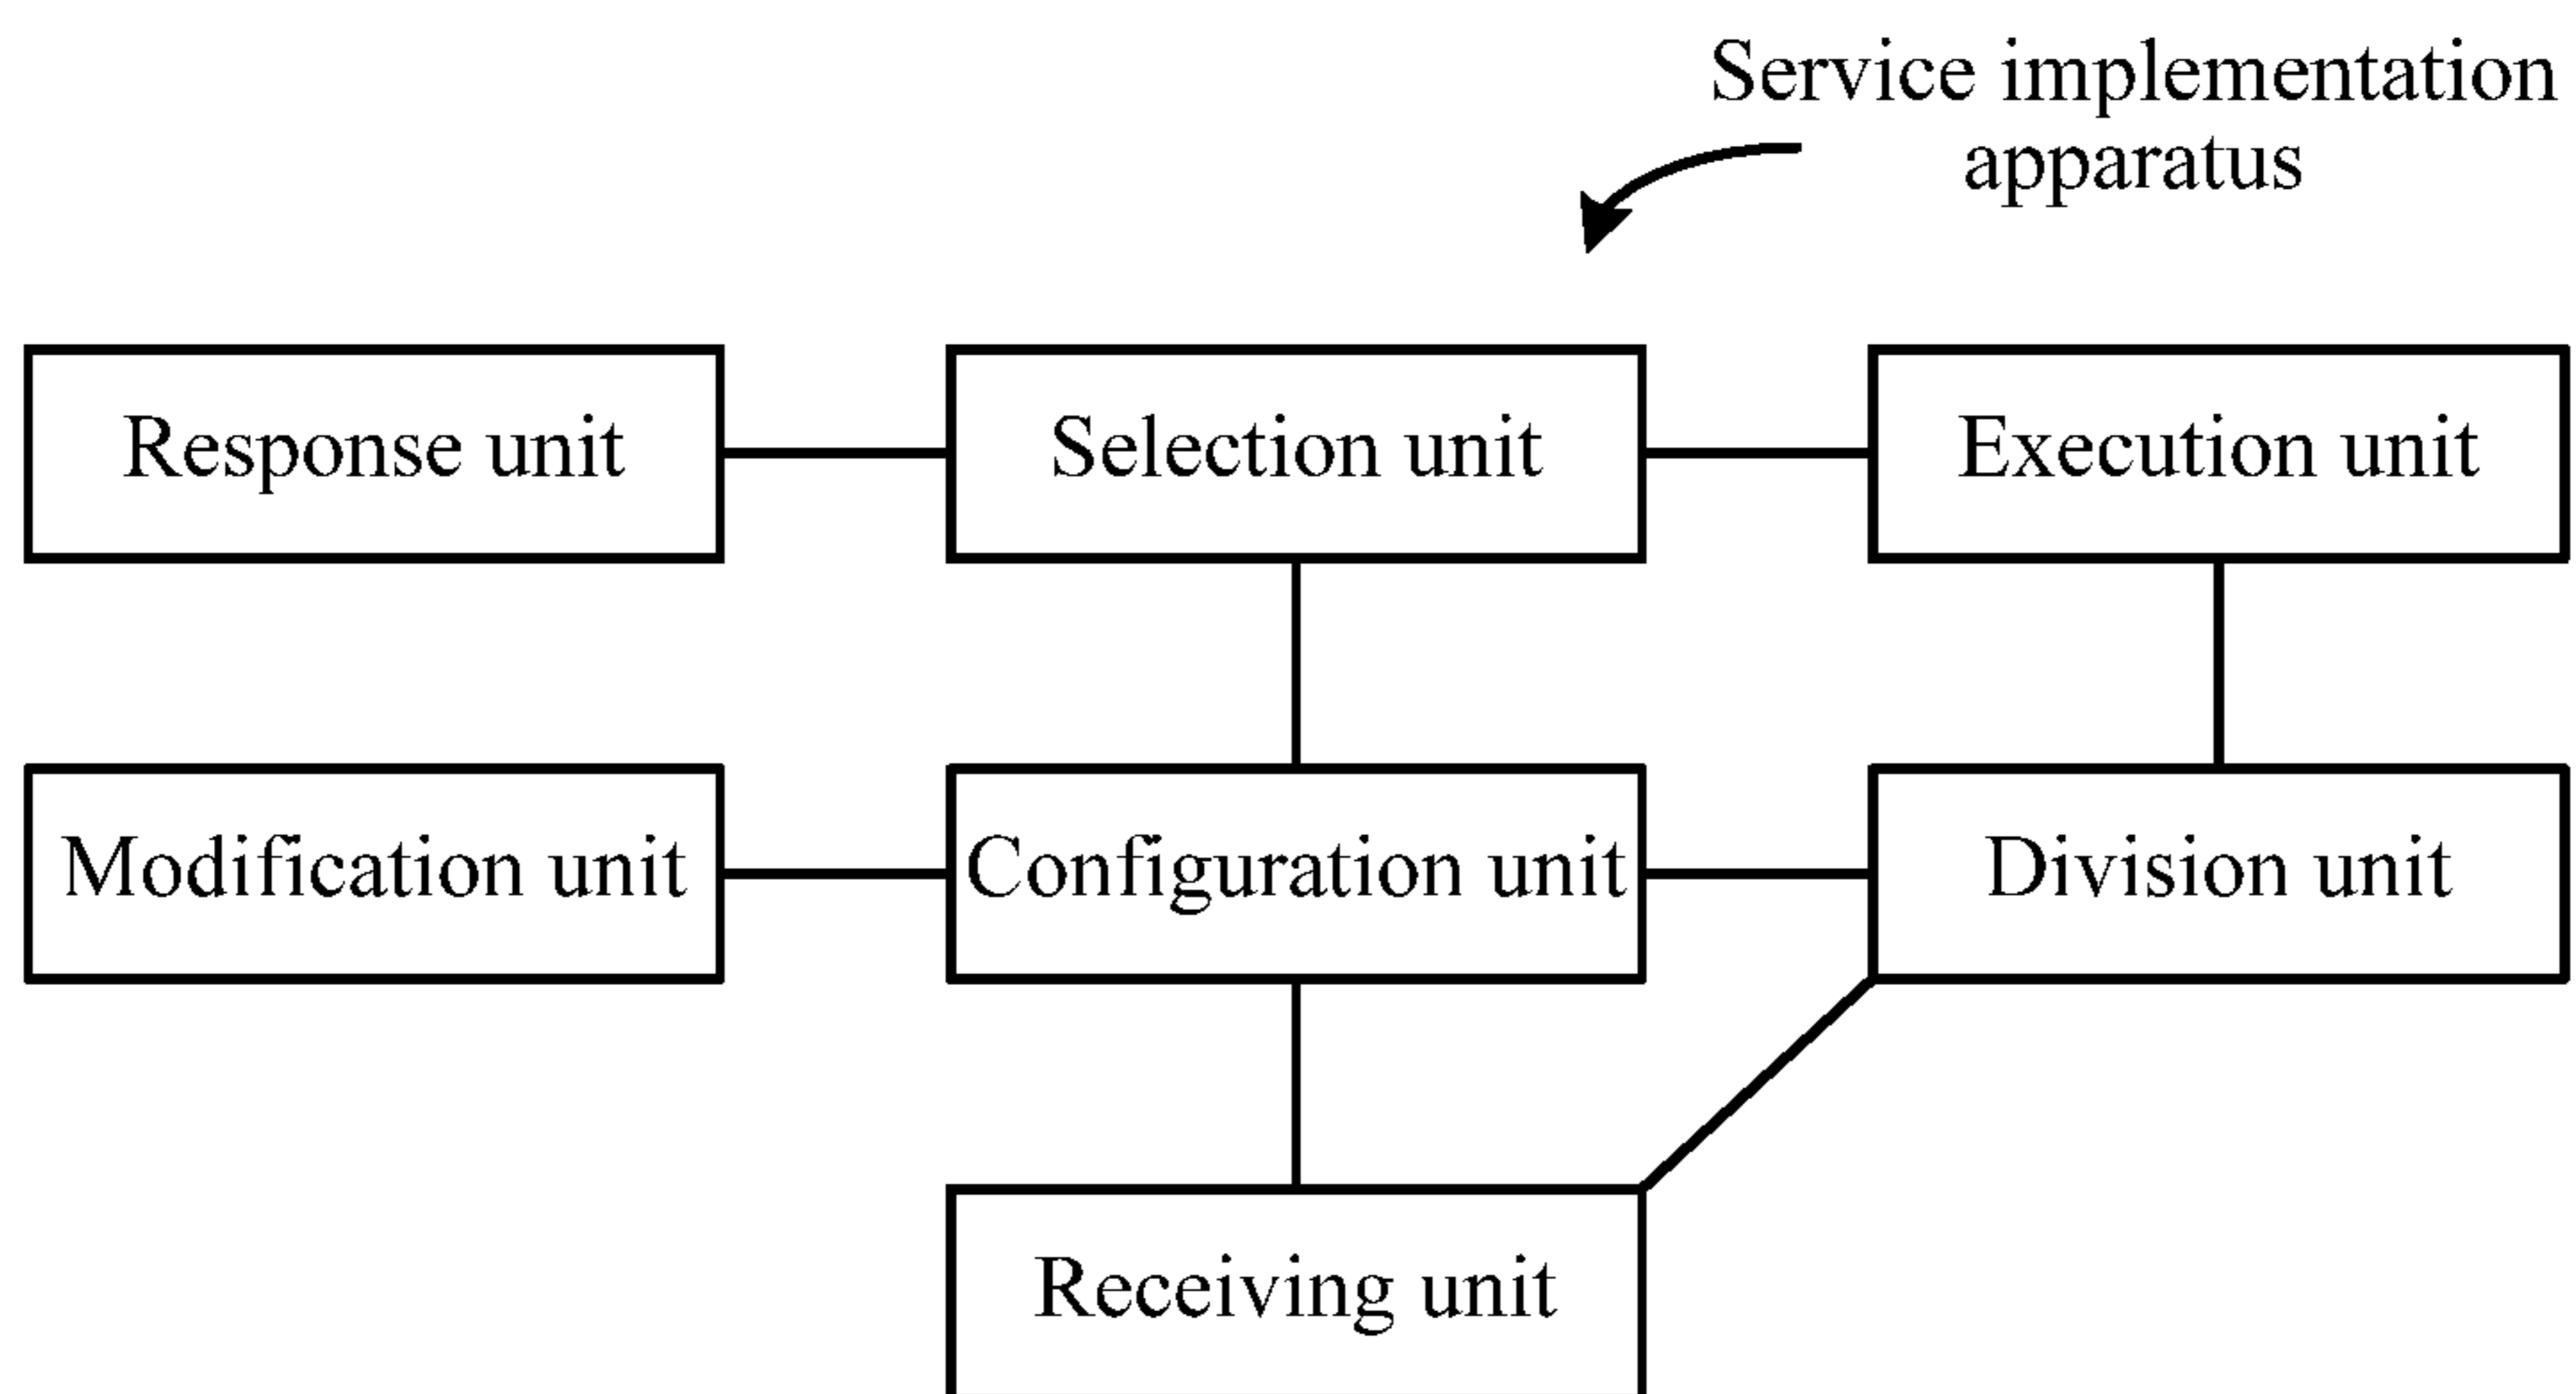 Service implementation
apparatus
Response unit
Selection unit
Execution unit
Modification unit
Configuration unit
Division unit
Receiving unit